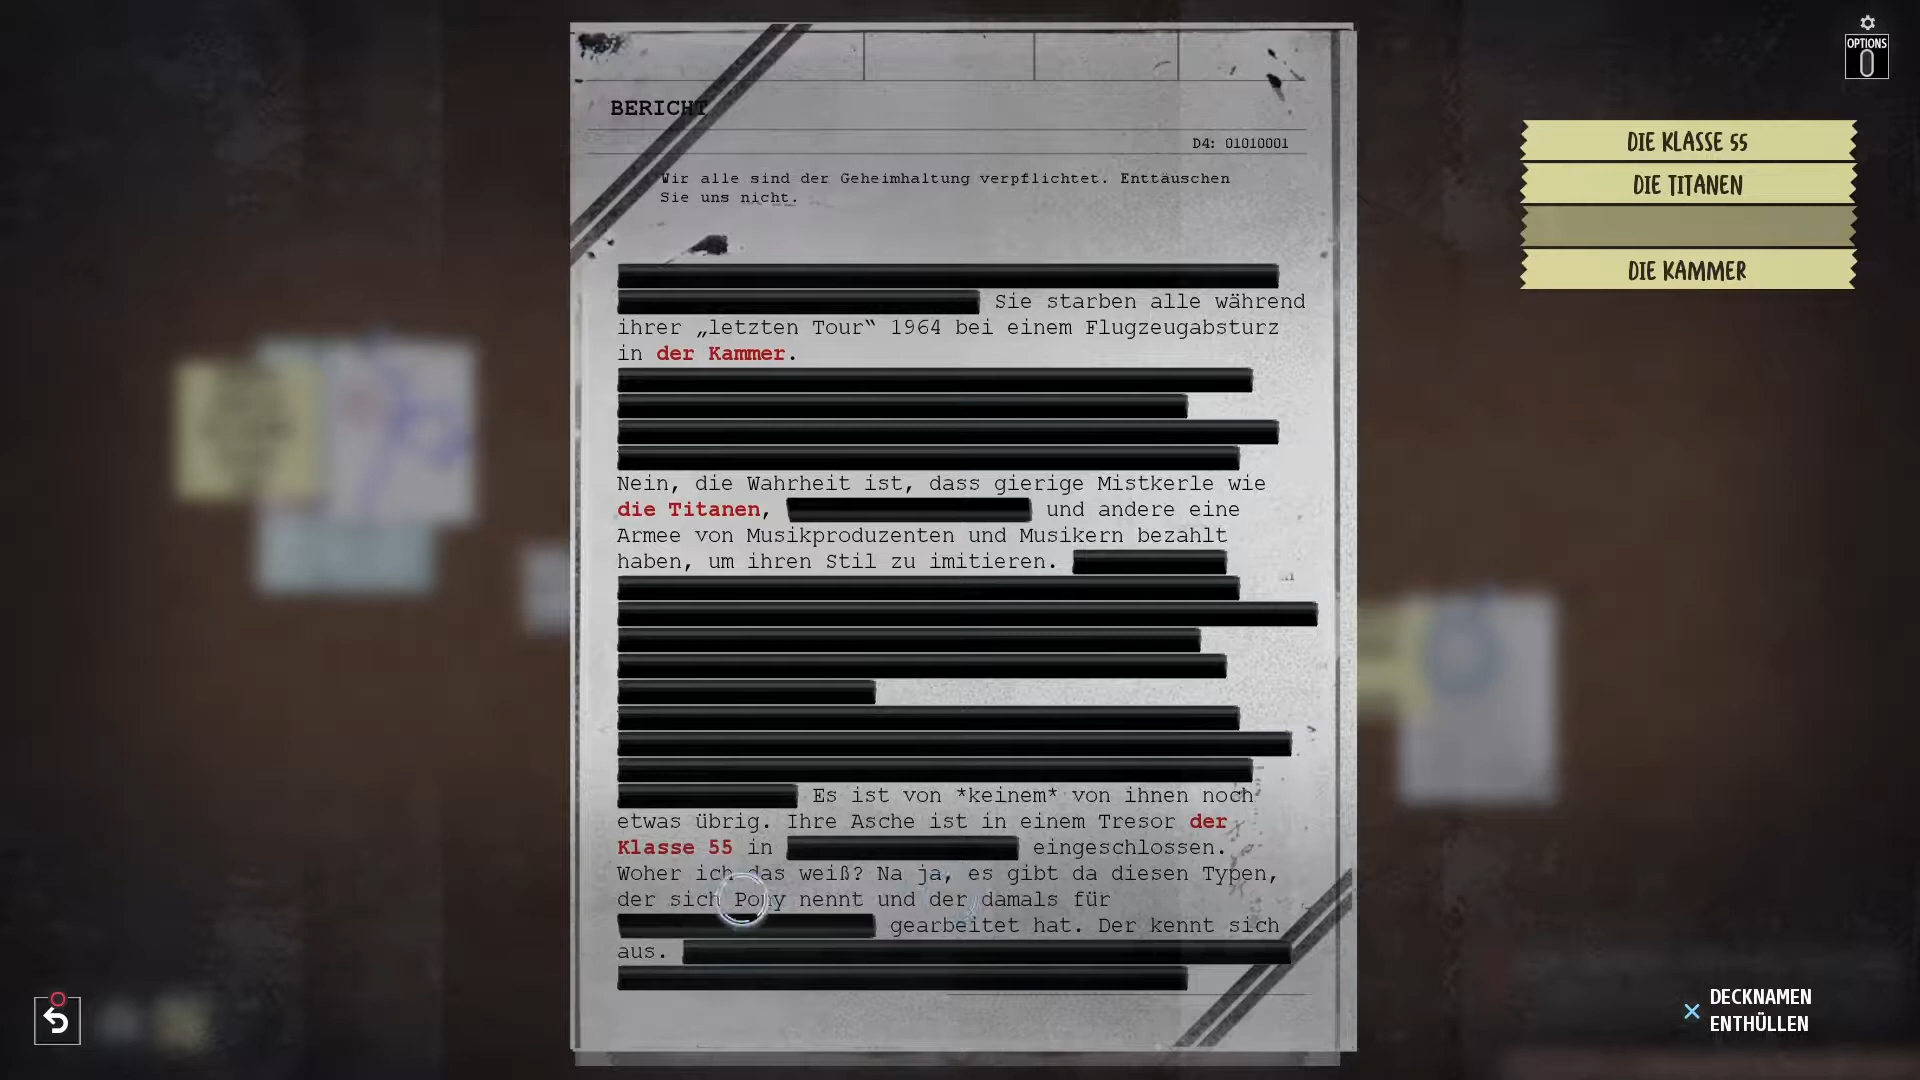 OPTIONS
BERICHT
D4: 01010001
Wir alle sind der Geheimhaltung verpflichtet. Enttäuschen
Sie uns nicht.
Sie starben alle während
ihrer „letzten Tour“ 1964 bei einem Flugzeugabsturz
in der Kammer.
Nein, die Wahrheit ist, dass gierige Mistkerle wie
die Titanen, und andere eine
Armee von Musikproduzenten und Musikern bezahlt
haben, um ihren Stil zu imitieren.
Es ist von *keinem* von ihnen noch
etwas übrig. Ihre Asche ist in einem Tresor der
Klasse 55 in eingeschlossen.
Woher ich das weiß? Na ja, es gibt da diesen Typen,
der sich Pony nennt und der damals für
gearbeitet hat. Der kennt sich
aus.
DIE KLASSE 55
DIE TITANEN
DIE KAMMER
DECKNAMEN
ENTHÜLLEN